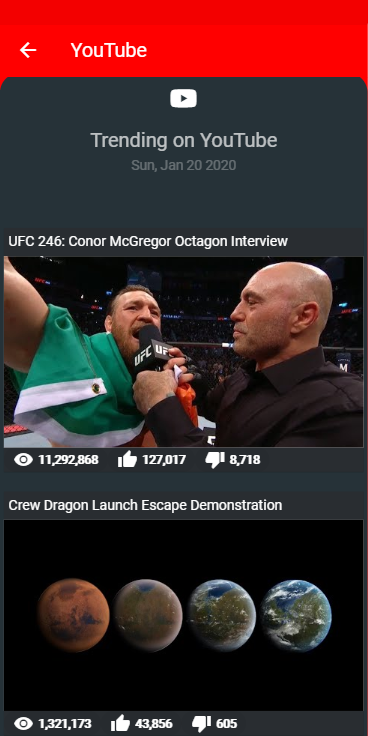 YouTube
Trending on YouTube
Sun, Jan 20 2020
UFC 246: Conor McGregor Octagon Interview
UFC UF
M
11,292,868 127,017 8,718
Crew Dragon Launch Escape Demonstration
1,321,173 43,856 605